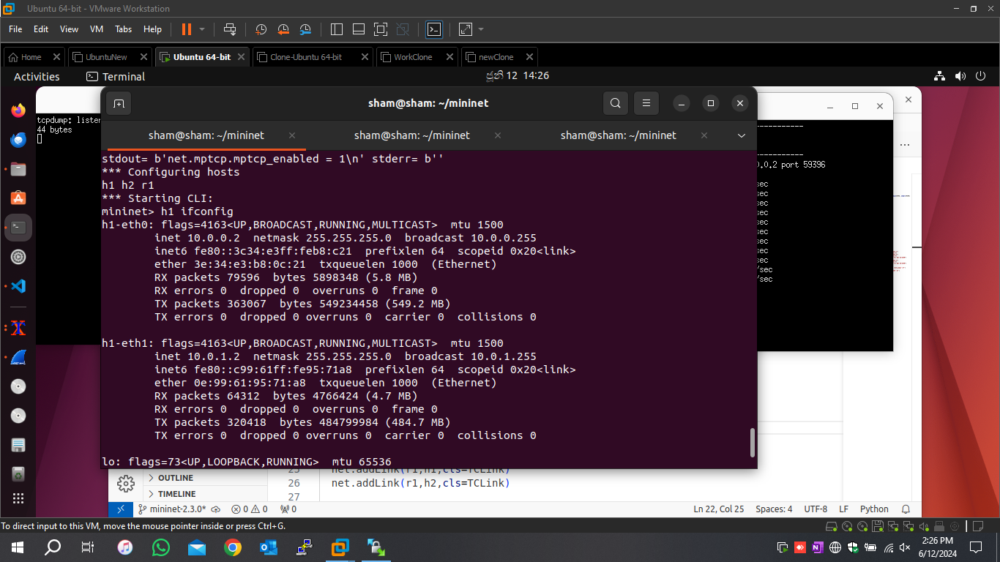 Ubuntu 64-bit - VMware Workstation
File Edit View VM Tabs Help
Home UbuntuNew Ubuntu 64-bit Clone-Ubuntu 64-bit WorkClone newClone
Activities Terminal ජූනි 12 14:26
sham@sham: ~/mininet
sham@sham: ~/mininet sham@sham: ~/mininet sham@sham: ~/mininet
tcpdump: listen
44 bytes
stdout= b'net.mptcp.mptcp_enabled = 1\n' stderr= b''
*** Configuring hosts
h1 h2 r1
*** Starting CLI:
mininet> h1 ifconfig
h1-eth0: flags=4163<UP,BROADCAST,RUNNING,MULTICAST>  mtu 1500
inet 10.0.0.2  netmask 255.255.255.0  broadcast 10.0.0.255
inet6 fe80::3c34:e3ff:feb8:c21  prefixlen 64  scopeid 0x20<link>
ether 3e:34:e3:b8:0c:21  txqueuelen 1000  (Ethernet)
RX packets 79596  bytes 5898348 (5.8 MB)
RX errors 0  dropped 0  overruns 0  frame 0
TX packets 363067  bytes 549234458 (549.2 MB)
TX errors 0  dropped 0 overruns 0  carrier 0  collisions 0
h1-eth1: flags=4163<UP,BROADCAST,RUNNING,MULTICAST>  mtu 1500
inet 10.0.1.2  netmask 255.255.255.0  broadcast 10.0.1.255
inet6 fe80::c99:61ff:fe95:71a8  prefixlen 64  scopeid 0x20<link>
ether 0e:99:61:95:71:a8  txqueuelen 1000  (Ethernet)
RX packets 64312  bytes 4766424 (4.7 MB)
RX errors 0  dropped 0  overruns 0  frame 0
TX packets 320418  bytes 484799984 (484.7 MB)
TX errors 0  dropped 0 overruns 0  carrier 0  collisions 0
lo: flags=73<UP,LOOPBACK,RUNNING>  mtu 65536
------------
------------
.0.0.2 port 59396
sec
sec
sec
sec
sec
sec
sec
sec
sec
/sec
/sec
OUTLINE
TIMELINE
25 net.addLink(r1,h1,cls=TCLink)
26 net.addLink(r1,h2,cls=TCLink)
27
mininet-2.3.0* 0 0 0 Ln 22, Col 25 Spaces: 4 UTF-8 LF Python
To direct input to this VM, move the mouse pointer inside or press Ctrl+G.
2:26 PM
6/12/2024